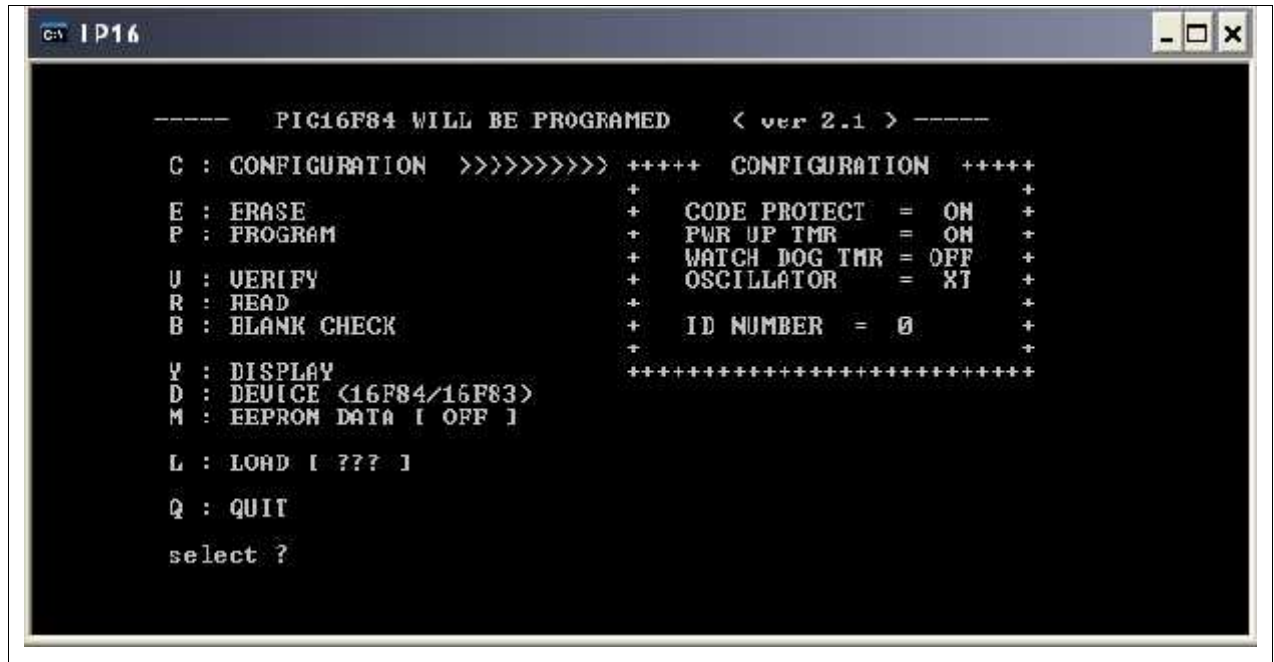 IP16
----- PIC16F84 WILL BE PROGRAMED < ver 2.1 > -----
C : CONFIGURATION >>>>>>>>>> +++++ CONFIGURATION +++++
+ +
E : ERASE + CODE PROTECT = ON +
P : PROGRAM + PWR UP TMR = ON +
+ WATCH DOG TMR = OFF +
V : VERIFY + OSCILLATOR = XT +
R : READ + +
B : BLANK CHECK + ID NUMBER = 0 +
+ +
Y : DISPLAY ++++++++++++++++++++++++++++
D : DEVICE <16F84/16F83>
M : EEPROM DATA [ OFF ]
L : LOAD [ ??? ]
Q : QUIT
select ?